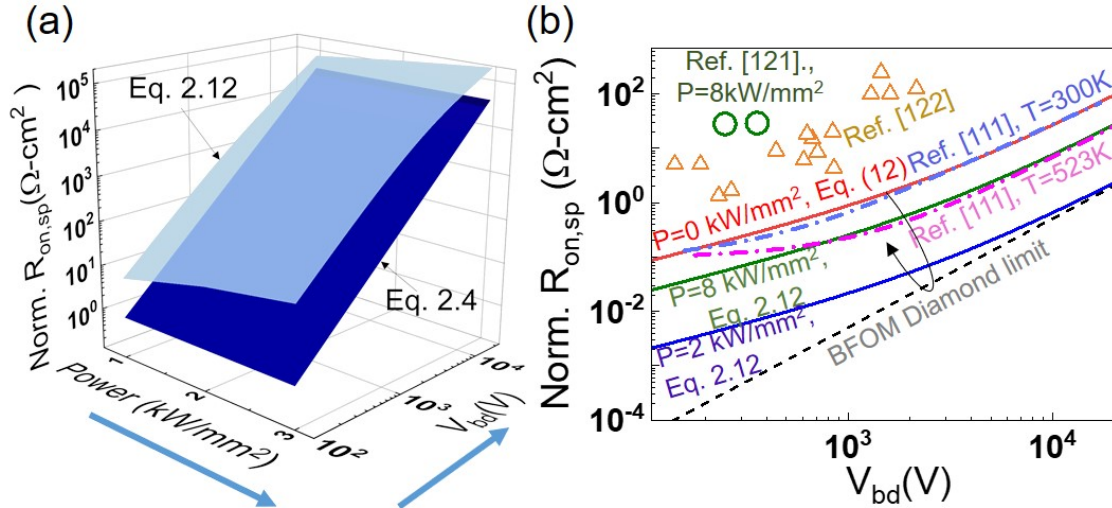 (a)
Norm. R_on,sp(Ω-cm²)
10⁵
10⁴
10³
10²
10¹
10⁰
Eq. 2.12
Eq. 2.4
1
2
3
Power (kW/mm²)
10²
10³
10⁴
V_bd(V)
(b)
Norm. R_on,sp (Ω-cm²)
10²
10⁰
10⁻²
10⁻⁴
Ref. [121].,
P=8kW/mm²
Ref. [122]
Ref. [111], T=300K
P=0 kW/mm², Eq. (12)
Ref. [111], T=523K
P=8 kW/mm²,
Eq. 2.12
P=2 kW/mm²,
Eq. 2.12
BFOM Diamond limit
10³
10⁴
V_bd(V)